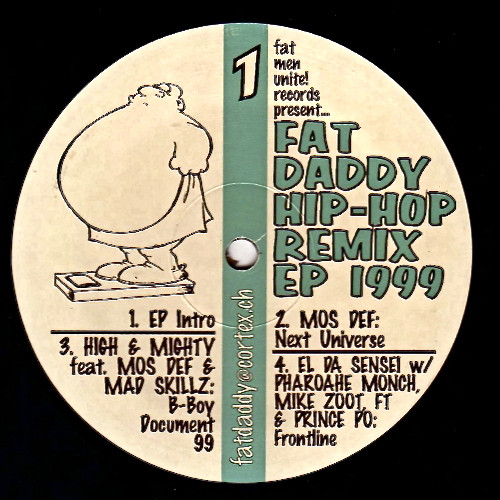 1
fat
men
unite!
records
present...
FAT
DADDY
HIP-HOP
REMIX
EP 1999
1. EP Intro
3. HIGH & MIGHTY
feat. MOS DEF &
MAD SKILLZ:
B-Boy
Document
99
2. MOS DEF:
Next Universe
4. EL DA SENSEI w/
PHAROAHE MONCH,
MIKE ZOOT, FT
& PRINCE PO:
Frontline
fatdaddy@cortex.ch